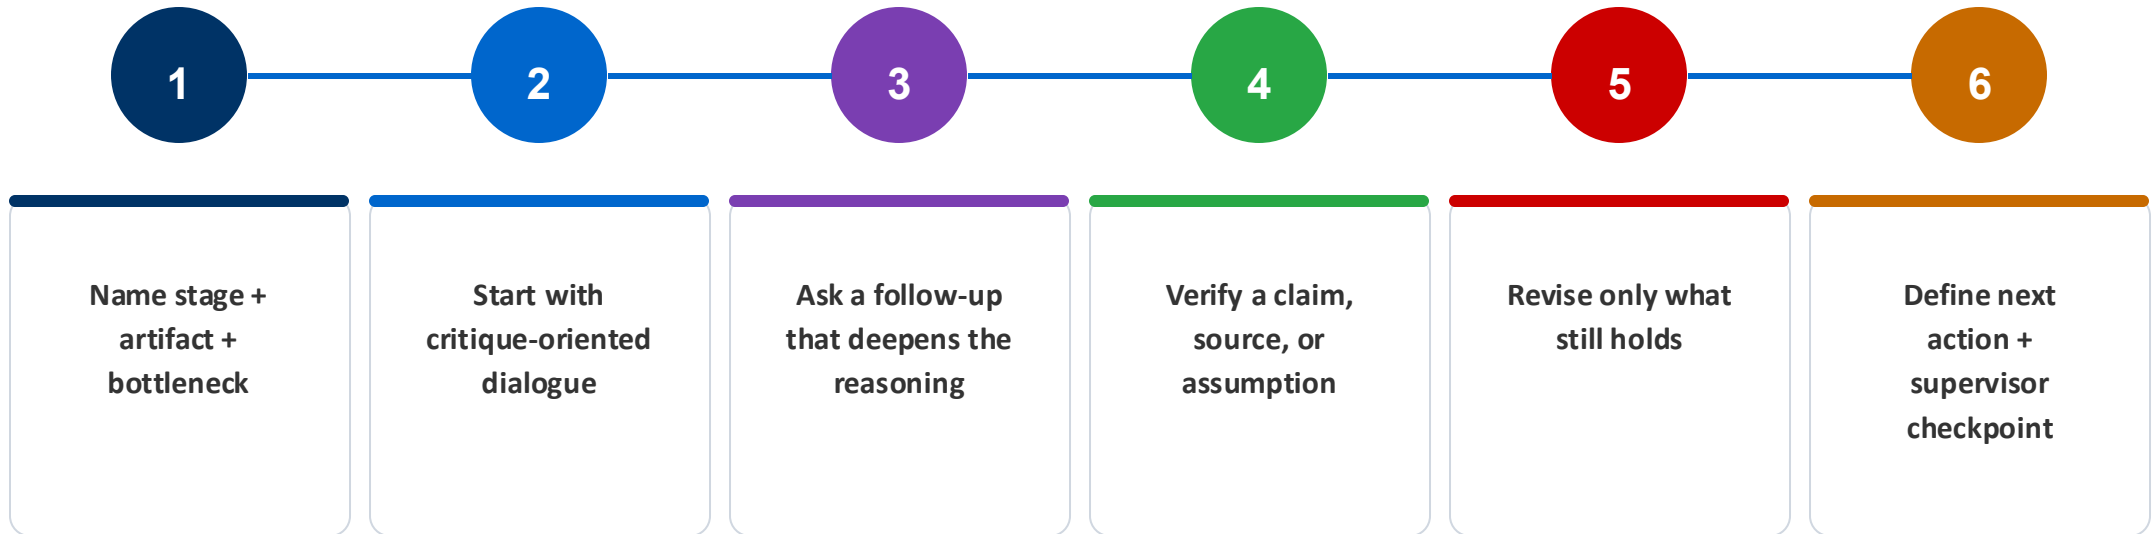 1
2
3
4
5
6
Name stage +
artifact +
bottleneck
Start with
critique-oriented
dialogue
Ask a follow-up
that deepens the
reasoning
Verify a claim,
source, or
assumption
Revise only what
still holds
Define next
action +
supervisor
checkpoint